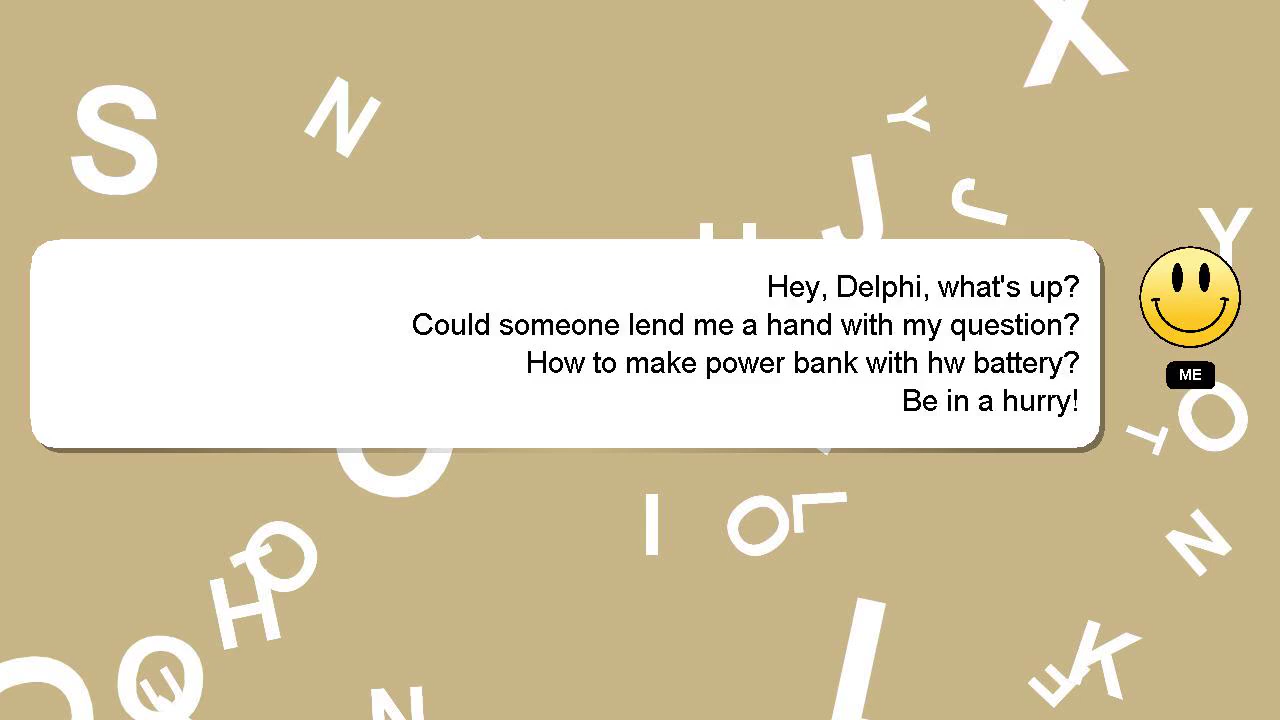 Hey, Delphi, what's up?
Could someone lend me a hand with my question?
How to make power bank with hw battery?
Be in a hurry!
ME
S
N
X
Y
J
J
Y
O
T
I
O
L
N
O
T
H
O
N
K
E